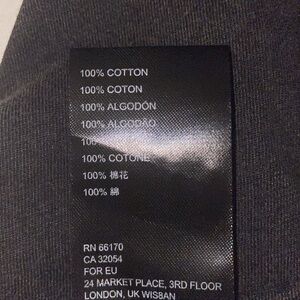 100% COTTON
100% COTON
100% ALGODÓN
100% ALGODÃO
100%
100% COTONE
100% 棉花
100% 綿
RN 66170
CA 32054
FOR EU
24 MARKET PLACE, 3RD FLOOR
LONDON, UK WIS8AN